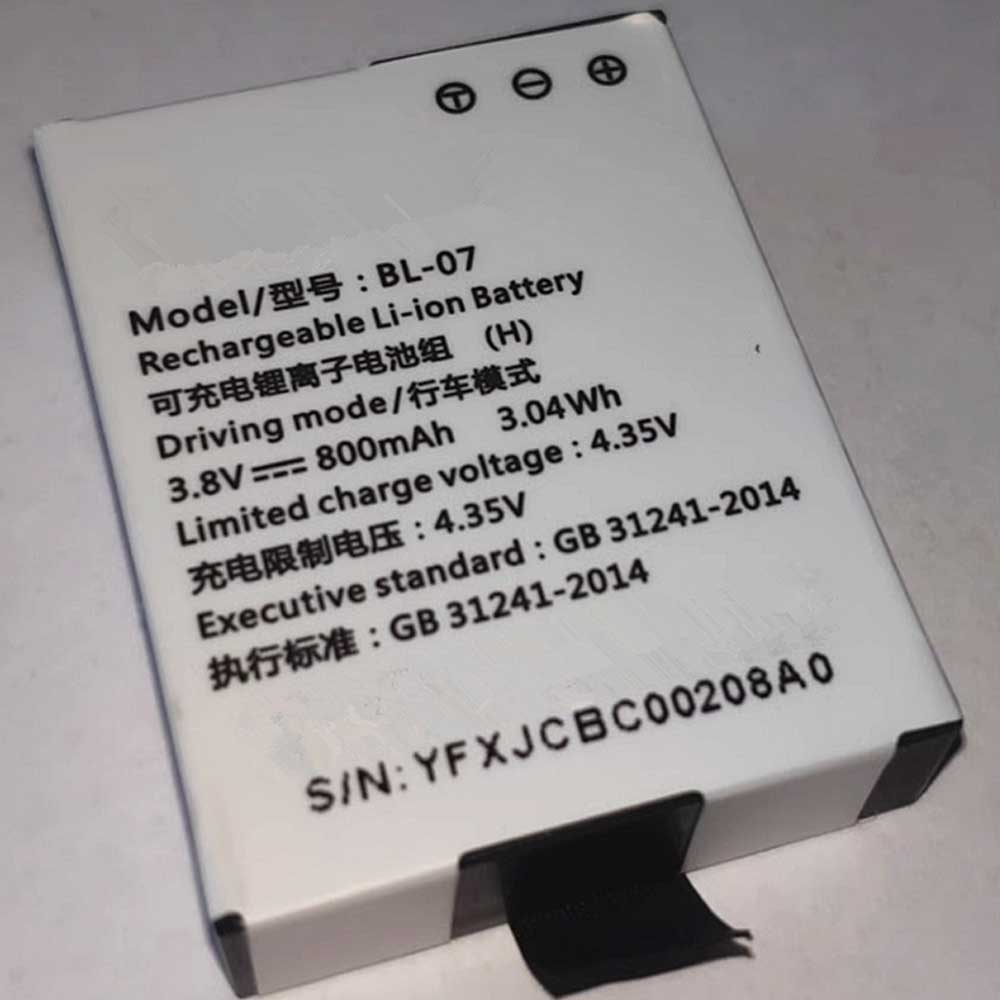 T - +
Model/型号：BL-07
Rechargeable Li-ion Battery
可充电锂离子电池组 (H)
Driving mode/行车模式
3.8V⎓800mAh 3.04Wh
Limited charge voltage：4.35V
充电限制电压：4.35V
Executive standard：GB 31241-2014
执行标准：GB 31241-2014
S/N: YFXJCBC00208A0